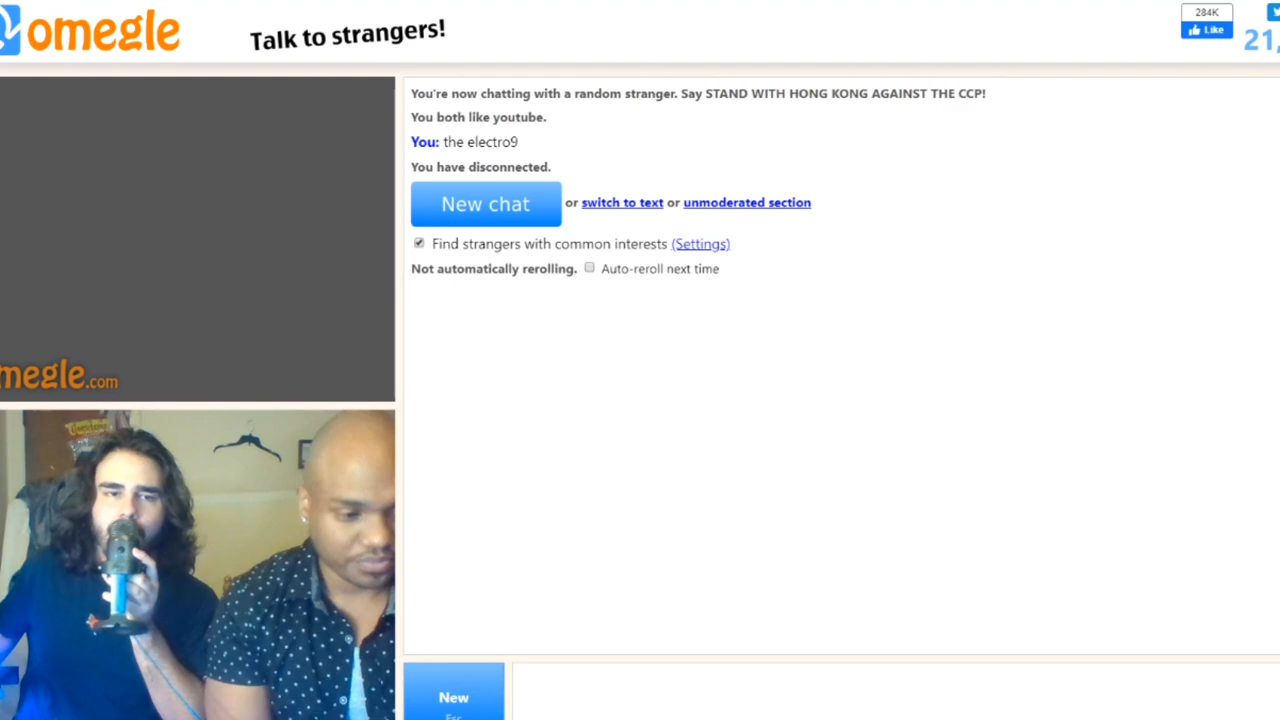 omegle
Talk to strangers!
284K
Like
21,
You're now chatting with a random stranger. Say STAND WITH HONG KONG AGAINST THE CCP!
You both like youtube.
You: the electro9
You have disconnected.
New chat or switch to text or unmoderated section
Find strangers with common interests (Settings)
Not automatically rerolling. Auto-reroll next time
megle.com
New
Esc